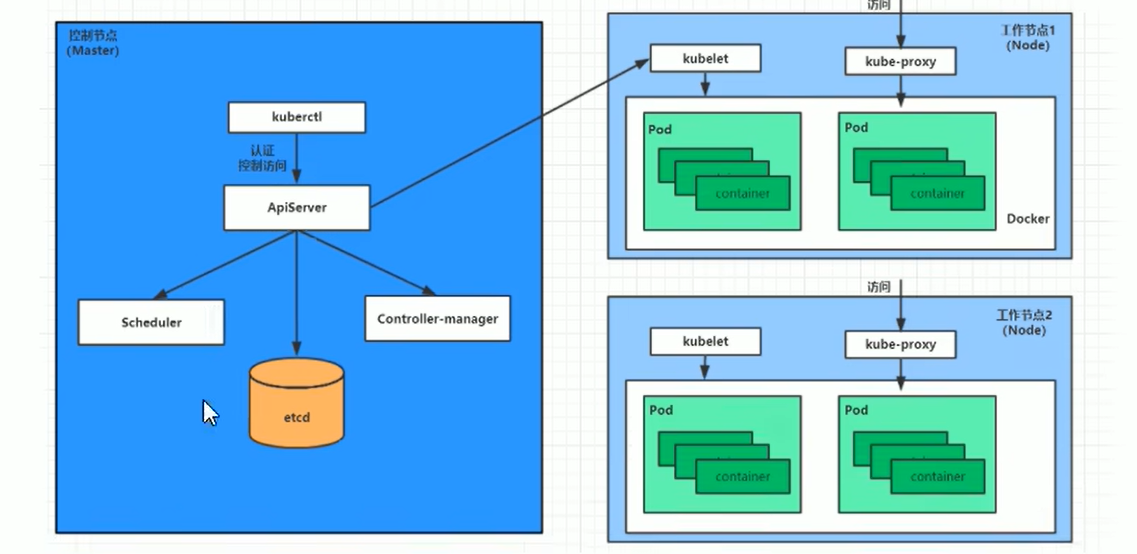 控制节点
(Master)
kuberctl
认证
控制访问
ApiServer
Scheduler
Controller-manager
etcd
访问
工作节点1
(Node)
kubelet
kube-proxy
Pod
container
Pod
container
Docker
访问
工作节点2
(Node)
kubelet
kube-proxy
Pod
container
Pod
container